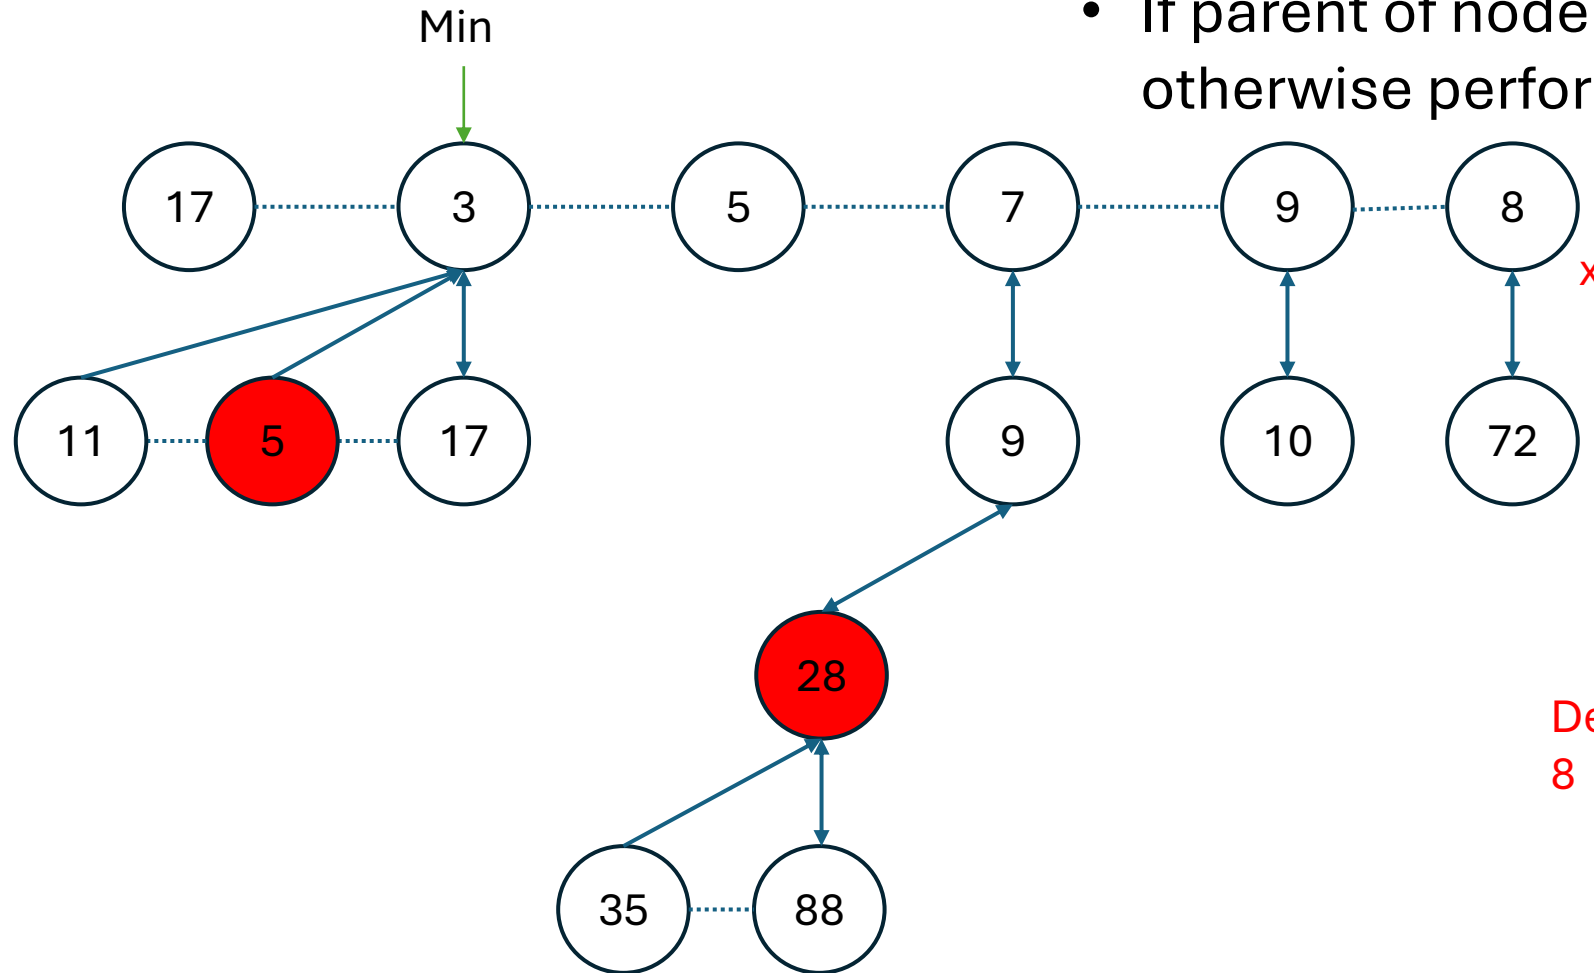 Min
• If parent of node
otherwise
17 3 5 7 9 8
x
11 5 17 9 10 72
28
8
35 88